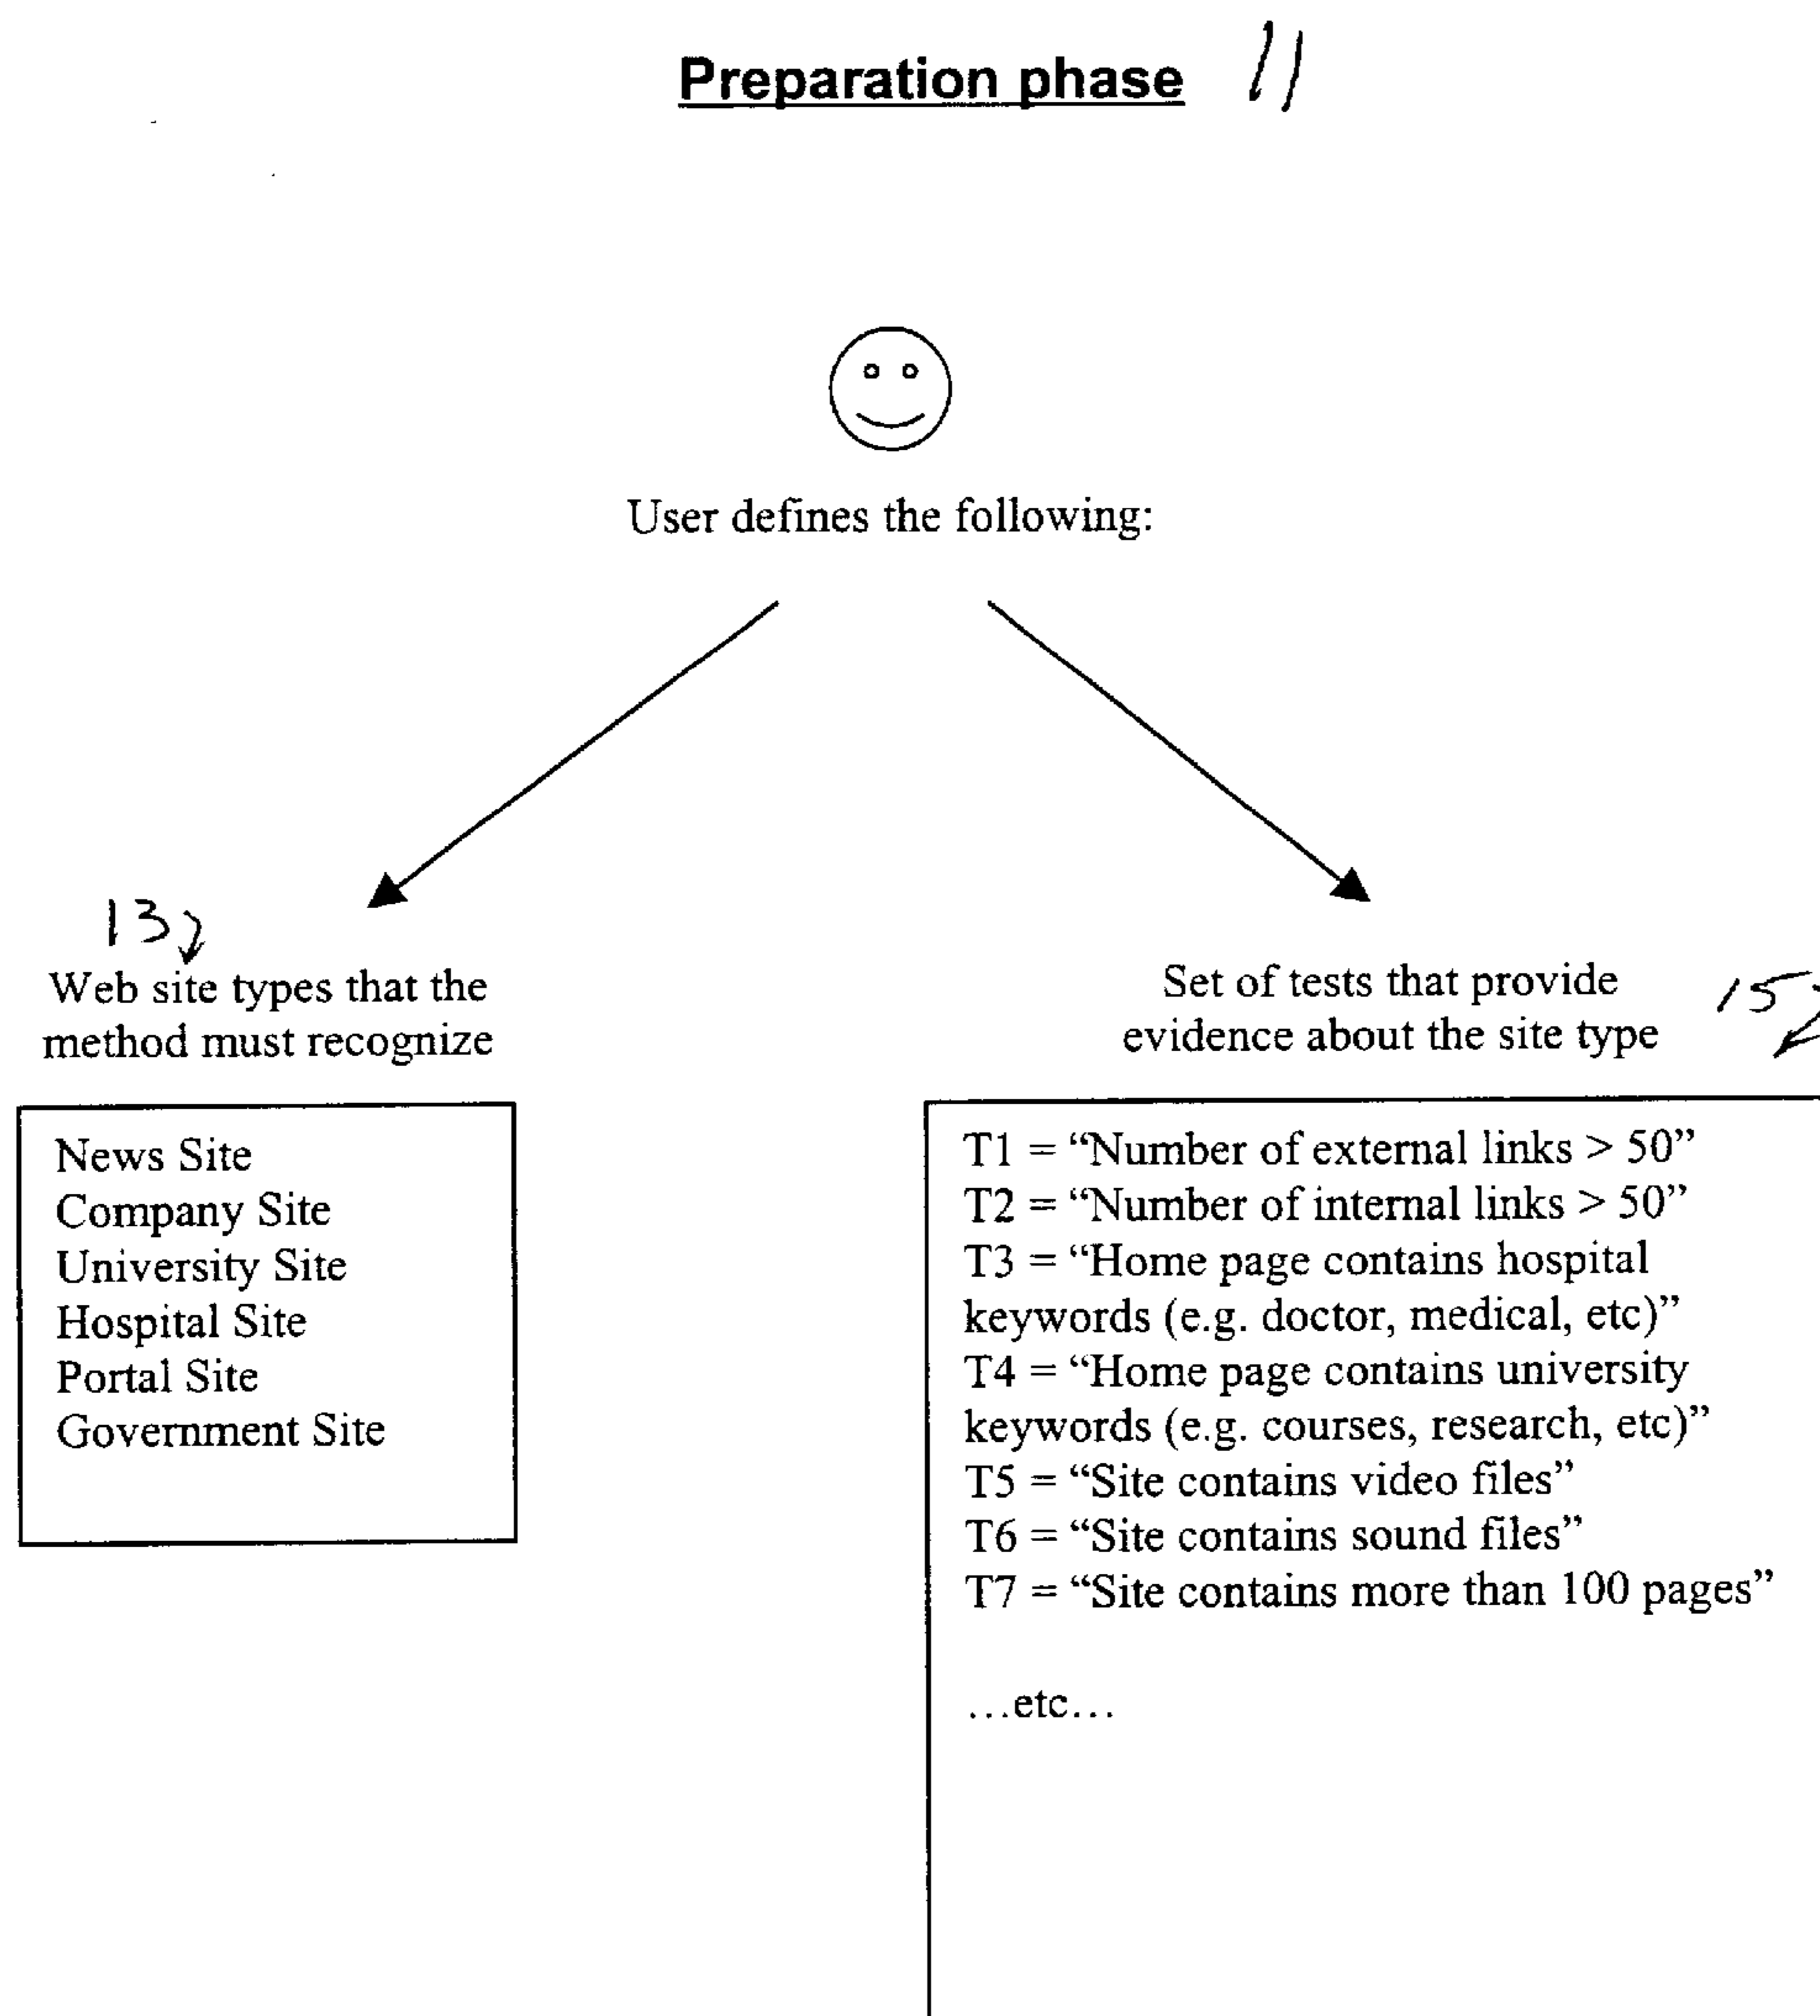 Preparation phase 11
User defines the following:
13
Web site types that the
method must recognize
News Site
Company Site
University Site
Hospital Site
Portal Site
Government Site
Set of tests that provide
evidence about the site type
15
T1 = “Number of external links > 50”
T2 = “Number of internal links > 50”
T3 = “Home page contains hospital
keywords (e.g. doctor, medical, etc)”
T4 = “Home page contains university
keywords (e.g. courses, research, etc)”
T5 = “Site contains video files”
T6 = “Site contains sound files”
T7 = “Site contains more than 100 pages”
...etc...